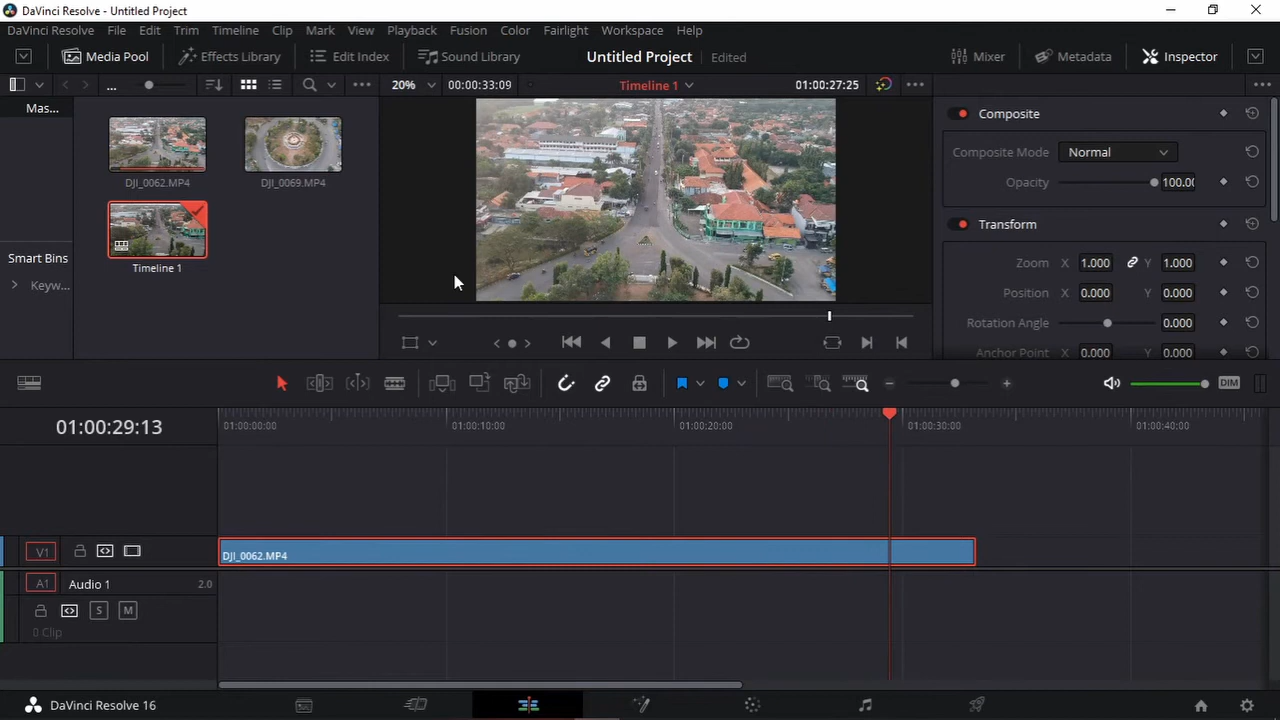 DaVinci Resolve - Untitled Project
DaVinci Resolve File Edit Trim Timeline Clip Mark View Playback Fusion Color Fairlight Workspace Help
Media Pool Effects Library Edit Index Sound Library Untitled Project Edited Mixer Metadata Inspector
... 20% 00:00:33:09 Timeline 1 01:00:27:25
Mas...
DJI_0062.MP4 DJI_0069.MP4
Timeline 1
Smart Bins
Keyw...
Composite
Composite Mode Normal
Opacity 100.00
Transform
Zoom X 1.000 Y 1.000
Position X 0.000 Y 0.000
Rotation Angle 0.000
Anchor Point X 0.000 Y 0.000
DIM
01:00:29:13 01:00:00:00 01:00:10:00 01:00:20:00 01:00:30:00 01:00:40:00
V1 DJI_0062.MP4
A1 Audio 1 2.0
S M
0 Clip
DaVinci Resolve 16